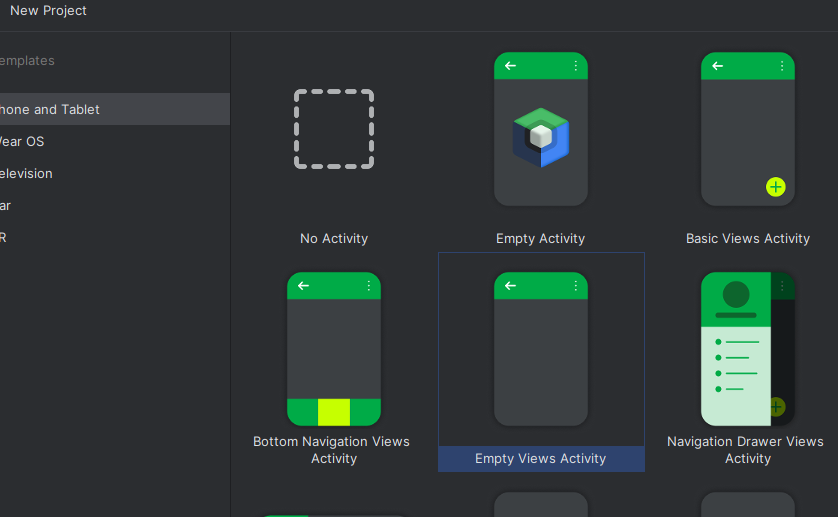 New Project
emplates
hone and Tablet
Wear OS
elevision
ar
R
No Activity
Empty Activity
Basic Views Activity
Bottom Navigation Views
Activity
Empty Views Activity
Navigation Drawer Views
Activity